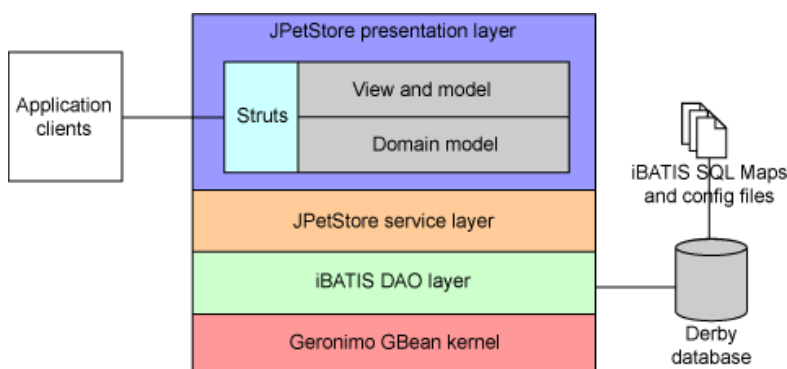 JPetStore presentation layer
Application
clients
Struts
View and model
Domain model
iBATIS SQL Maps
and config files
JPetStore service layer
iBATIS DAO layer
Geronimo GBean kernel
Derby
database